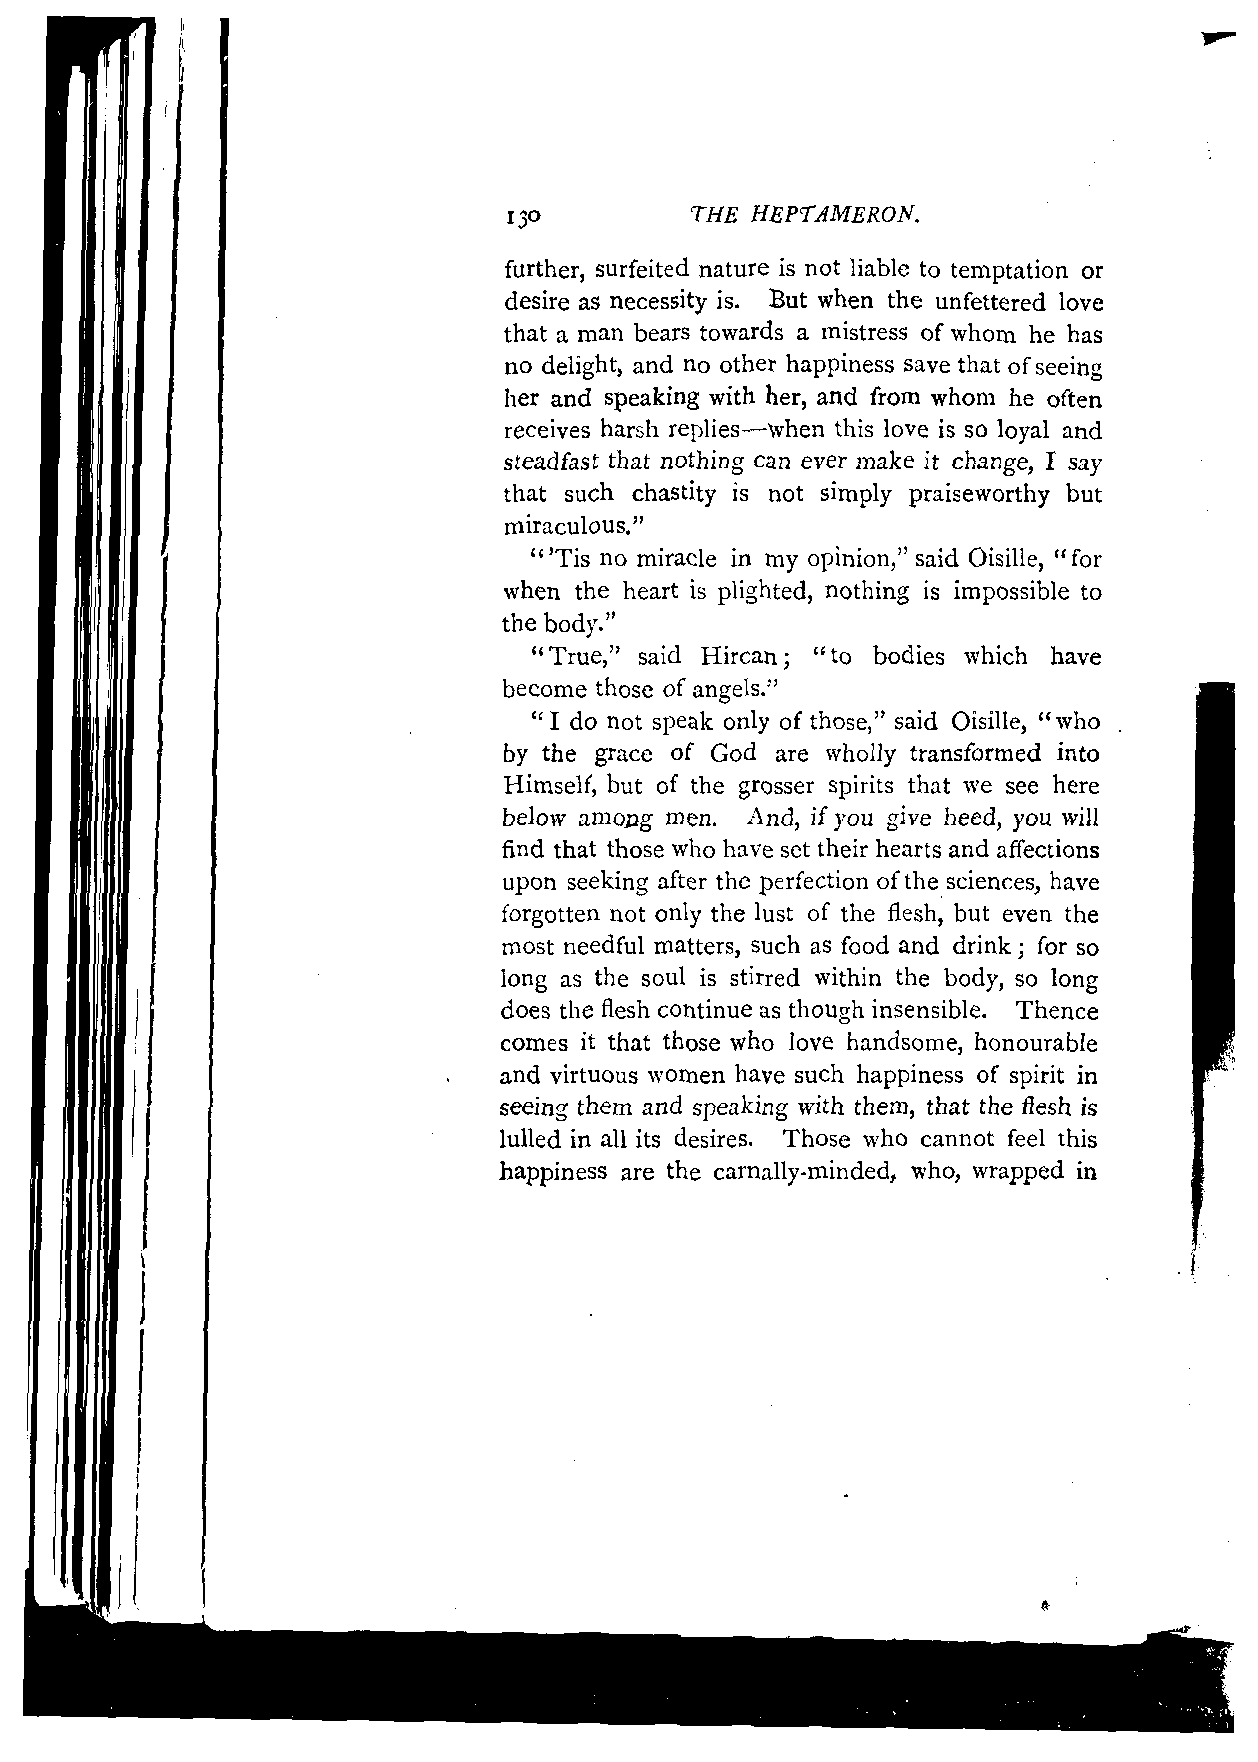 130 THE HEPTAMERON.
further, surfeited nature is not liable to temptation or
desire as necessity is. But when the unfettered love
that a man bears towards a mistress of whom he has
no delight, and no other happiness save that of seeing
her and speaking with her, and from whom he often
receives harsh replies—when this love is so loyal and
steadfast that nothing can ever make it change, I say
that such chastity is not simply praiseworthy but
miraculous."
"'Tis no miracle in my opinion," said Oisille, "for
when the heart is plighted, nothing is impossible to
the body."
"True," said Hircan; "to bodies which have
become those of angels."
"I do not speak only of those," said Oisille, "who
by the grace of God are wholly transformed into
Himself, but of the grosser spirits that we see here
below among men. And, if you give heed, you will
find that those who have set their hearts and affections
upon seeking after the perfection of the sciences, have
forgotten not only the lust of the flesh, but even the
most needful matters, such as food and drink; for so
long as the soul is stirred within the body, so long
does the flesh continue as though insensible. Thence
comes it that those who love handsome, honourable
and virtuous women have such happiness of spirit in
seeing them and speaking with them, that the flesh is
lulled in all its desires. Those who cannot feel this
happiness are the carnally-minded, who, wrapped in